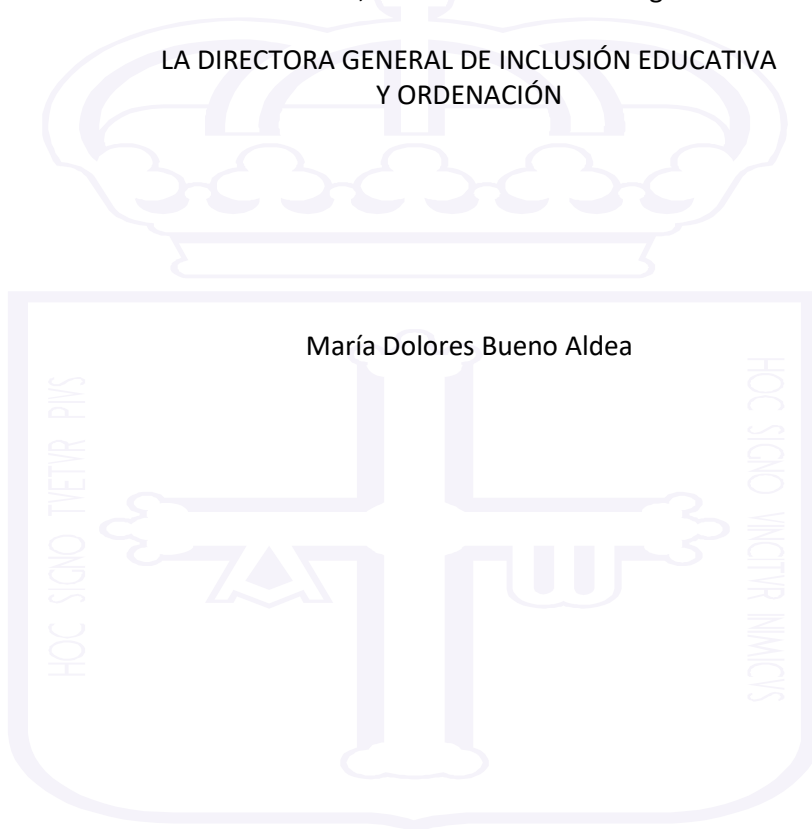 LA DIRECTORA GENERAL DE INCLUSIÓN EDUCATIVA
Y ORDENACIÓN
María Dolores Bueno Aldea
HOC SIGNO TVETVR PIVS
HOC SIGNO VINCITVR INIMICVS
A W